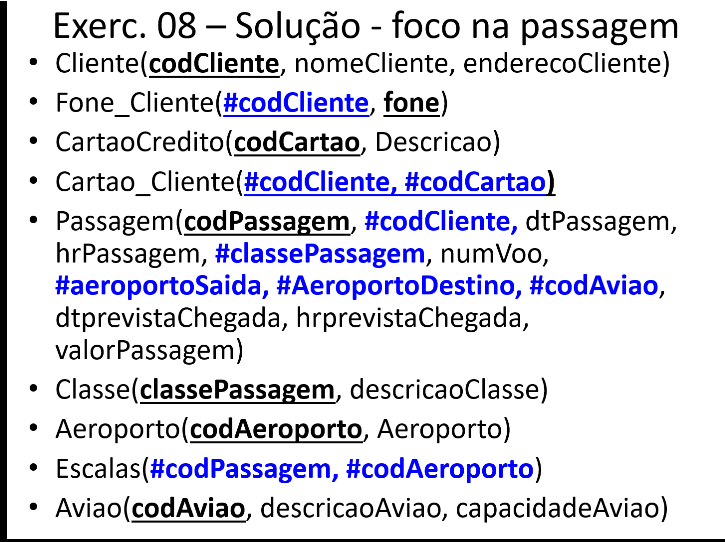 Exerc. 08 – Solução - foco na passagem
• Cliente(codCliente, nomeCliente, enderecoCliente)
• Fone_Cliente(#codCliente, fone)
• CartaoCredito(codCartao, Descricao)
• Cartao_Cliente(#codCliente, #codCartao)
• Passagem(codPassagem, #codCliente, dtPassagem,
hrPassagem, #classePassagem, numVoo,
#aeroportoSaida, #AeroportoDestino, #codAviao,
dtprevistaChegada, hrprevistaChegada,
valorPassagem)
• Classe(classePassagem, descricaoClasse)
• Aeroporto(codAeroporto, Aeroporto)
• Escalas(#codPassagem, #codAeroporto)
• Aviao(codAviao, descricaoAviao, capacidadeAviao)